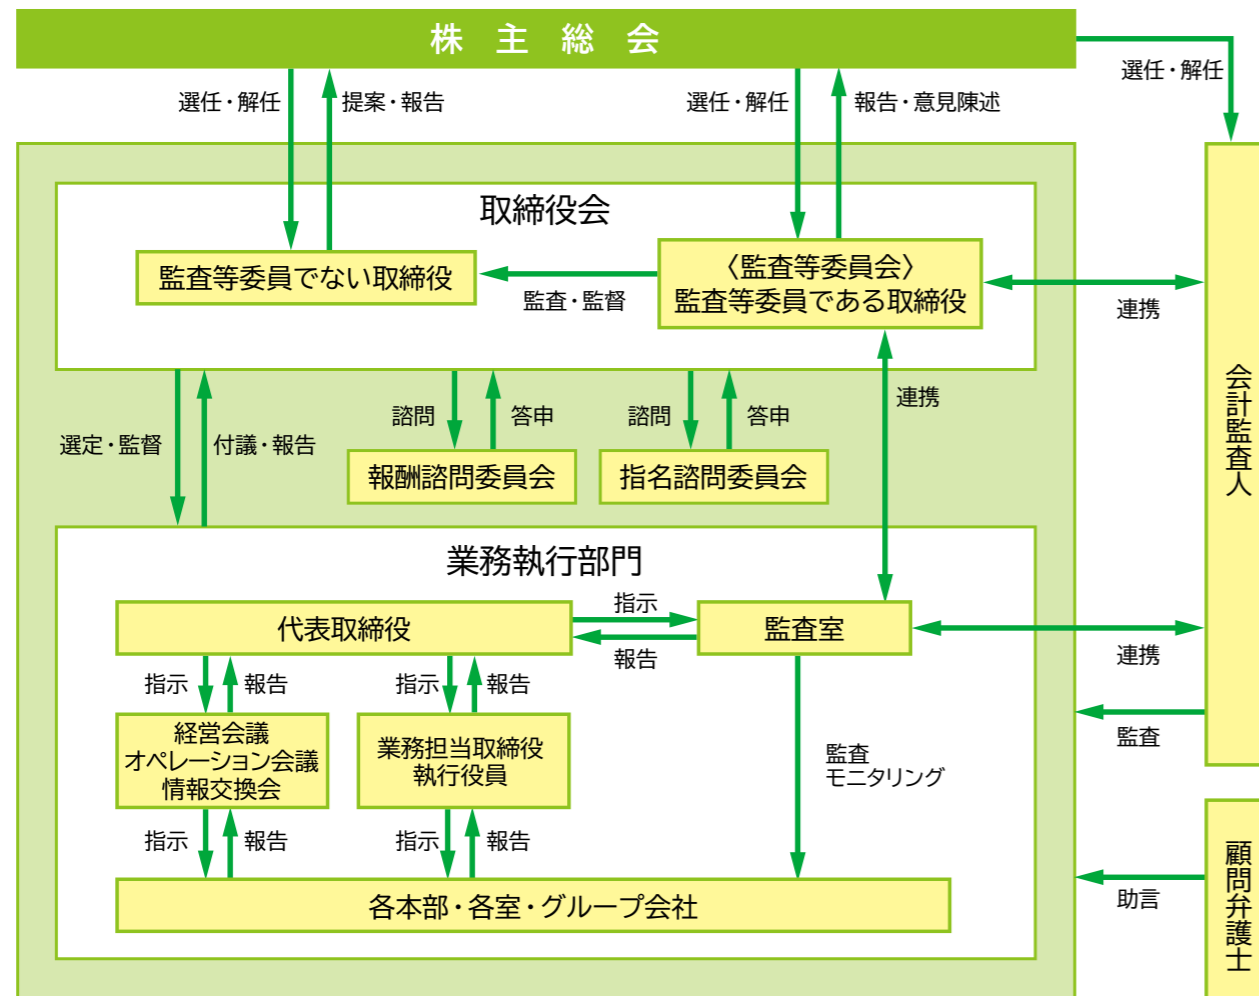 株主総会
選任・解任
提案・報告
選任・解任
報告・意見陳述
選任・解任
取締役会
監査等委員でない取締役
監査・監督
〈監査等委員会〉
監査等委員である取締役
連携
会計監査人
選定・監督
付議・報告
諮問
答申
諮問
答申
連携
報酬諮問委員会
指名諮問委員会
業務執行部門
代表取締役
指示
報告
監査室
連携
監査
指示
報告
指示
報告
経営会議
オペレーション会議
情報交換会
業務担当取締役
執行役員
監査
モニタリング
指示
報告
指示
報告
各本部・各室・グループ会社
助言
顧問弁護士